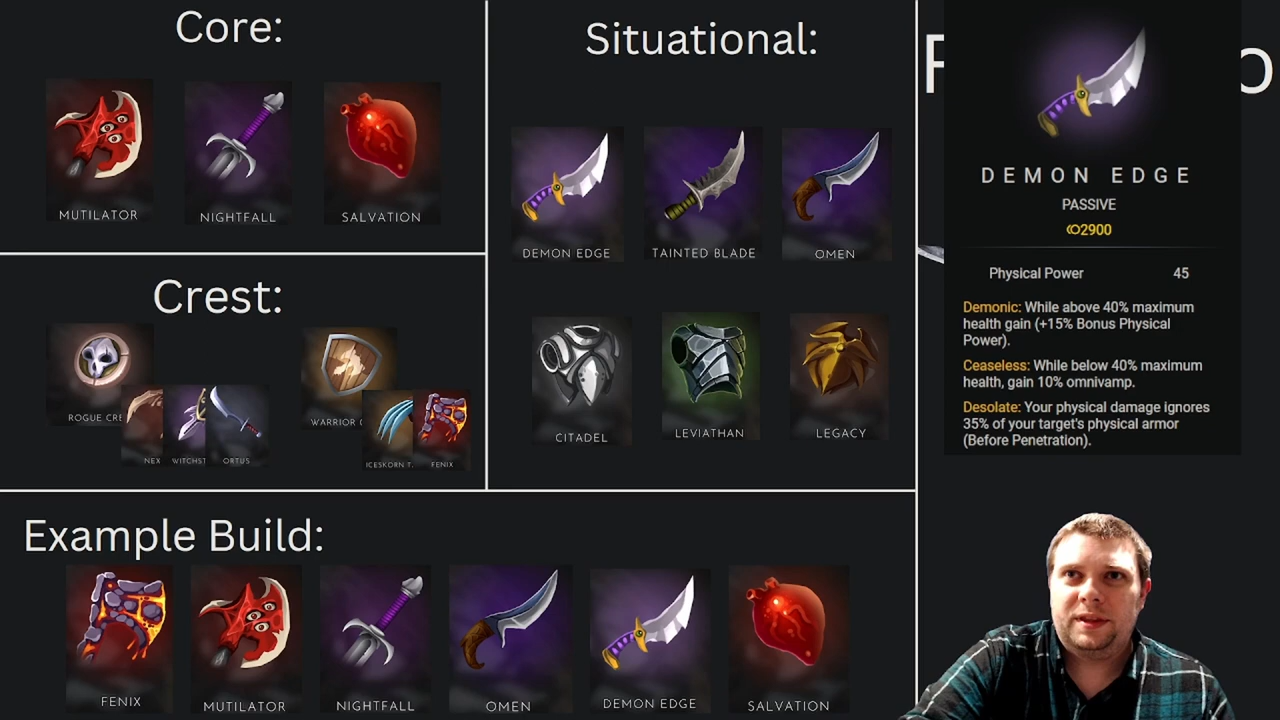 Core:
MUTILATOR
NIGHTFALL
SALVATION
Crest:
ROGUE CRE
NEX
WITCHST
ORTUS
WARRIOR
ICESKORN T.
FENIX
Situational:
DEMON EDGE
TAINTED BLADE
OMEN
CITADEL
LEVIATHAN
LEGACY
Example Build:
FENIX
MUTILATOR
NIGHTFALL
OMEN
DEMON EDGE
SALVATION
DEMON EDGE
PASSIVE
2900
Physical Power 45
Demonic: While above 40% maximum
health gain (+15% Bonus Physical
Power).
Ceaseless: While below 40% maximum
health, gain 10% omnivamp.
Desolate: Your physical damage ignores
35% of your target's physical armor
(Before Penetration).